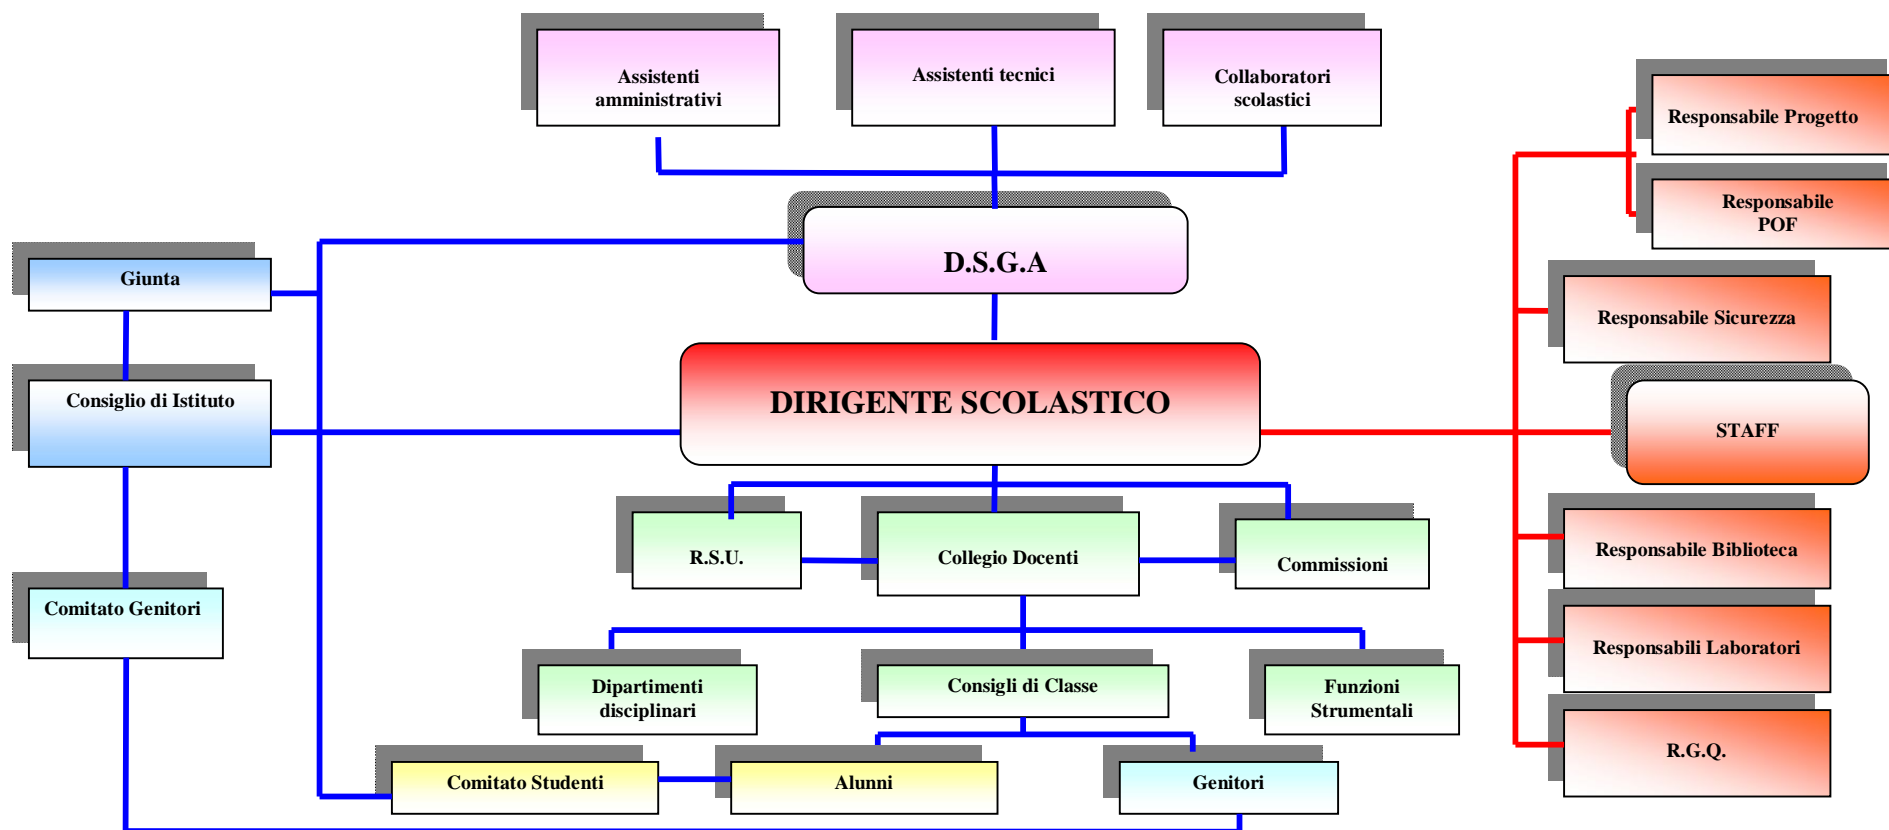 Assistenti
amministrativi
Assistenti tecnici
Collaboratori
scolastici
Responsabile Progetto
Responsabile
POF
D.S.G.A
Giunta
Responsabile Sicurezza
Consiglio di Istituto
DIRIGENTE SCOLASTICO
STAFF
R.S.U.
Collegio Docenti
Commissioni
Responsabile Biblioteca
Comitato Genitori
Responsabili Laboratori
Dipartimenti
disciplinari
Consigli di Classe
Funzioni
Strumentali
R.G.Q.
Comitato Studenti
Alunni
Genitori